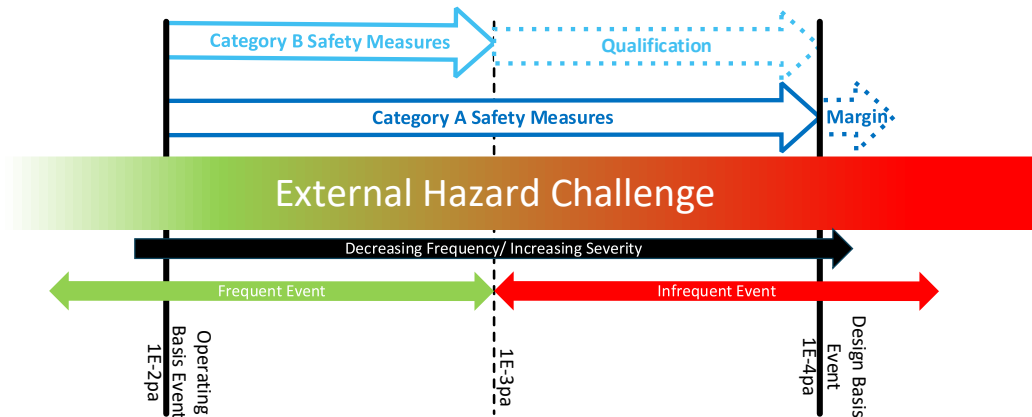 Category B Safety Measures
Qualification
Category A Safety Measures
Margin
External Hazard Challenge
Decreasing Frequency/ Increasing Severity
Frequent Event
Infrequent Event
Operating
Basis Event
1E-2pa
1E-3pa
Design Basis
Event
1E-4pa